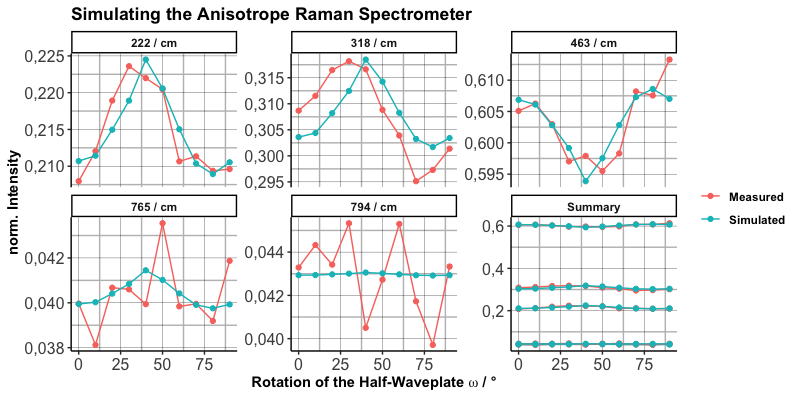 Simulating the Anisotrope Raman Spectrometer
222 / cm
318 / cm
463 / cm
0,225
0,220
0,215
0,210
0,315
0,310
0,305
0,300
0,295
0,610
0,605
0,600
0,595
norm. Intensity
Measured
Simulated
765 / cm
794 / cm
Summary
0,042
0,040
0,038
0,044
0,042
0,040
0,6
0,4
0,2
0 25 50 75
0 25 50 75
0 25 50 75
Rotation of the Half-Waveplate ω / °